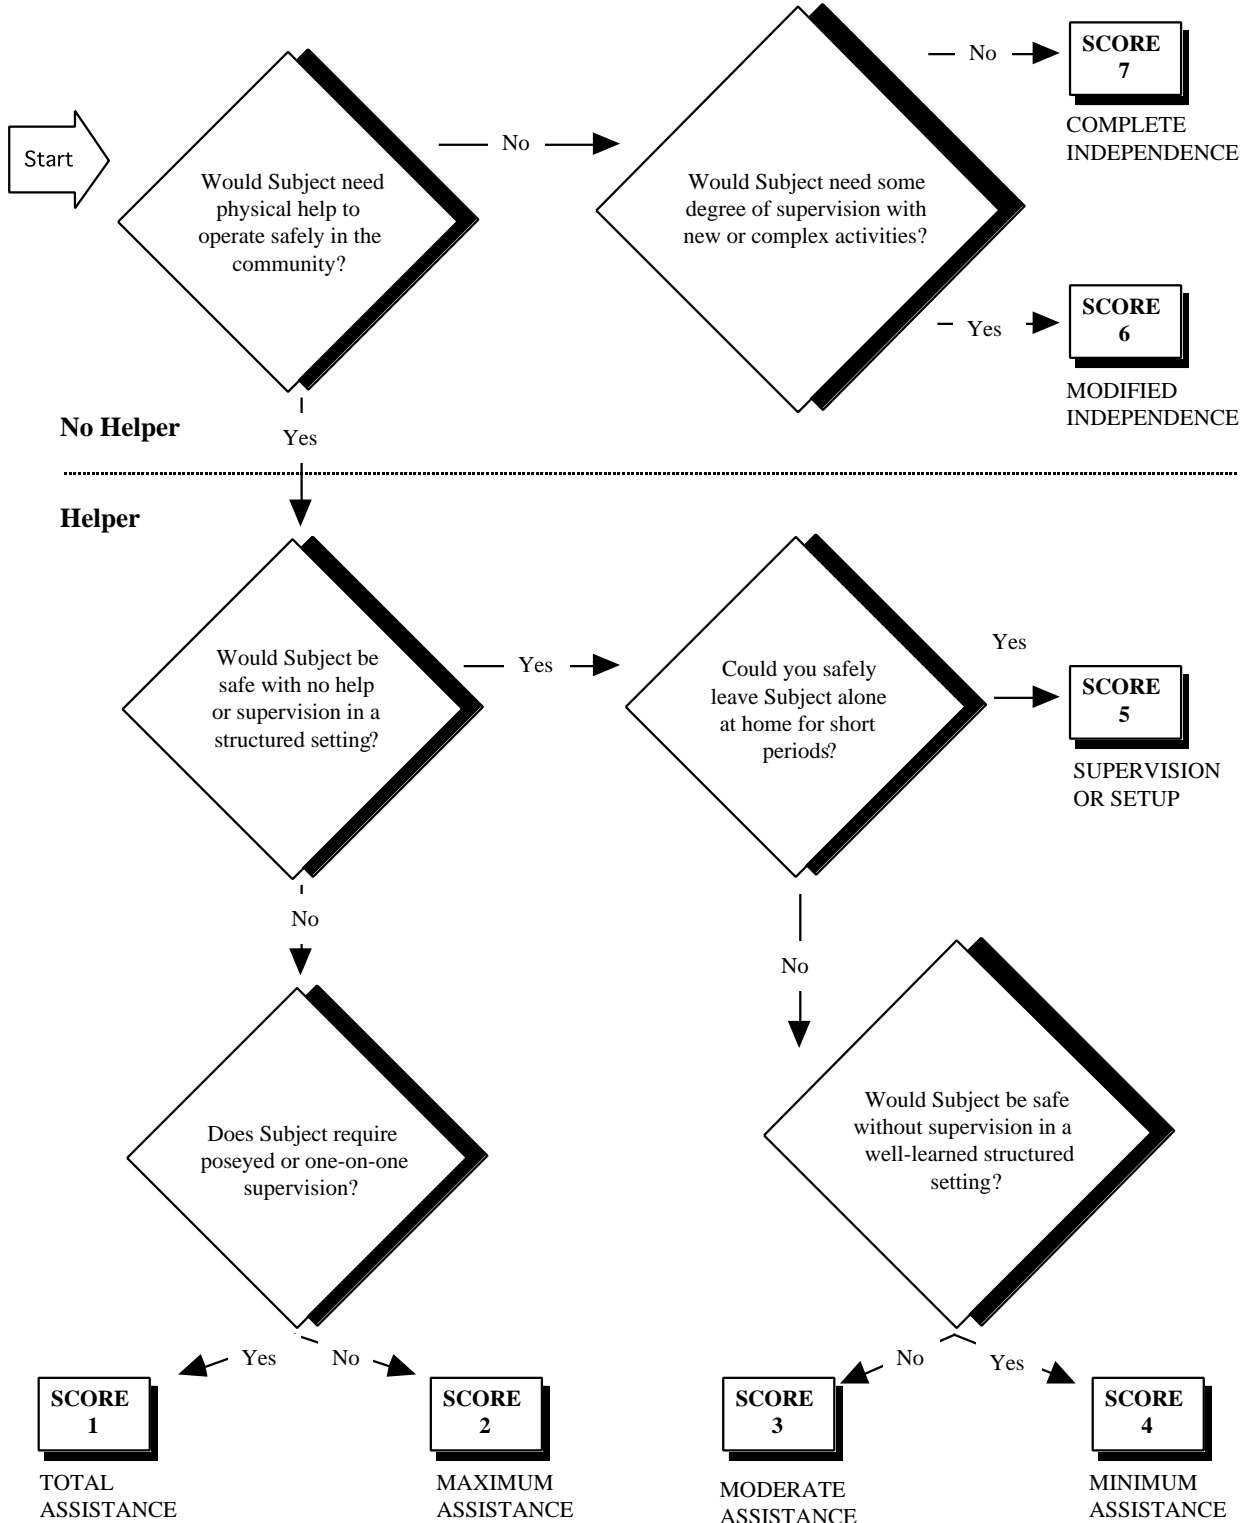 Start
Would Subject need
physical help to
operate safely in the
community?
No
Would Subject need some
degree of supervision with
new or complex activities?
No
SCORE
7
COMPLETE
INDEPENDENCE
Yes
SCORE
6
MODIFIED
INDEPENDENCE
No Helper
Yes
Helper
Would Subject be
safe with no help
or supervision in a
structured setting?
Yes
Could you safely
leave Subject alone
at home for short
periods?
Yes
SCORE
5
SUPERVISION
OR SETUP
No
No
Does Subject require
poseyed or one-on-one
supervision?
Would Subject be safe
without supervision in a
well-learned structured
setting?
Yes
No
No
Yes
SCORE
1
TOTAL
ASSISTANCE
SCORE
2
MAXIMUM
ASSISTANCE
SCORE
3
MODERATE
ASSISTANCE
SCORE
4
MINIMUM
ASSISTANCE